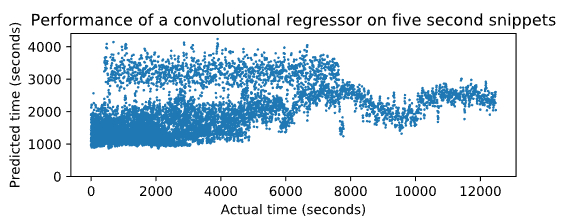 Performance of a convolutional regressor on five second snippets
Predicted time (seconds)
4000
3000
2000
1000
0
0 2000 4000 6000 8000 10000 12000
Actual time (seconds)